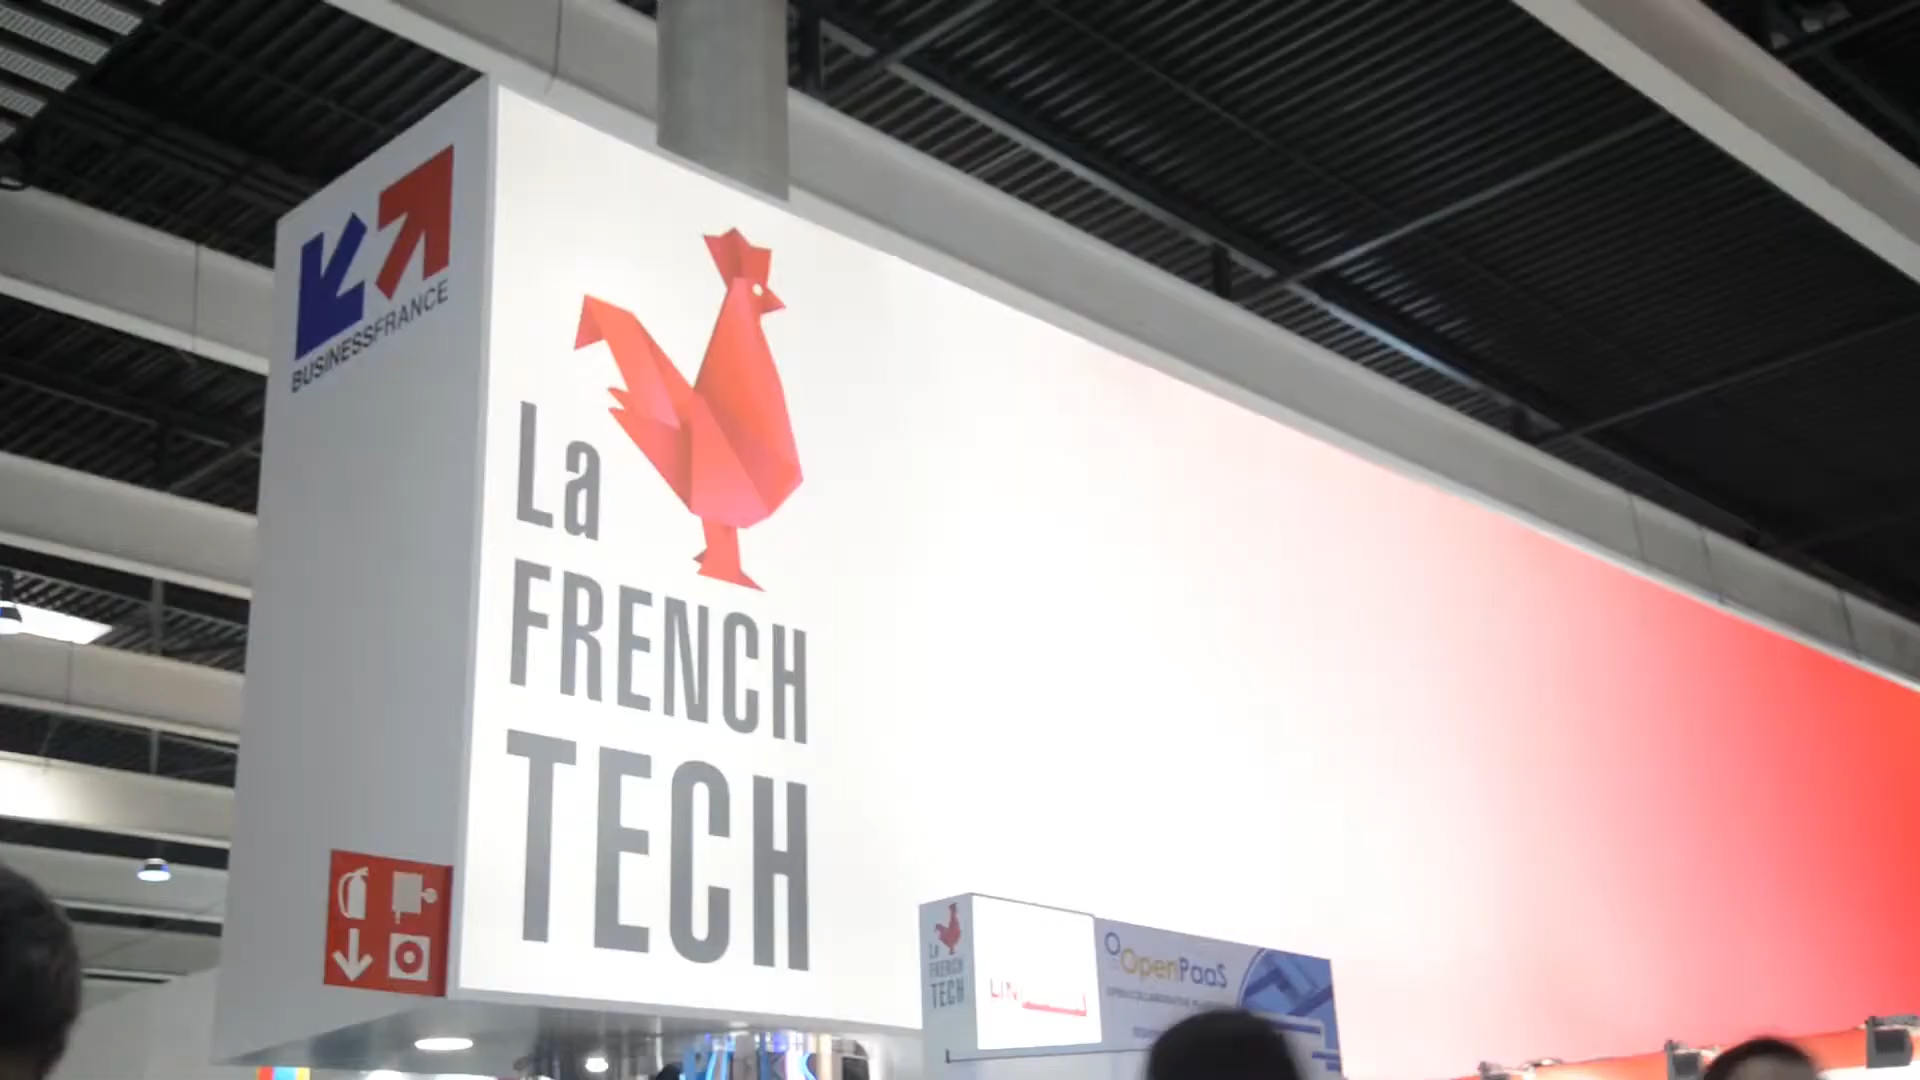 BUSINESSFRANCE
La
FRENCH
TECH
La
FRENCH
TECH
OpenPaaS